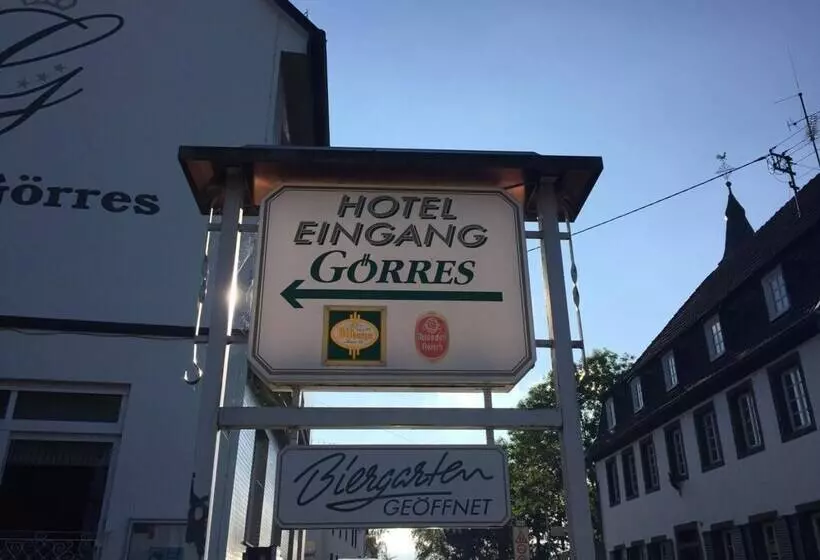 G
Görres
HOTEL
EINGANG
GÖRRES
Biergarten
GEÖFFNET